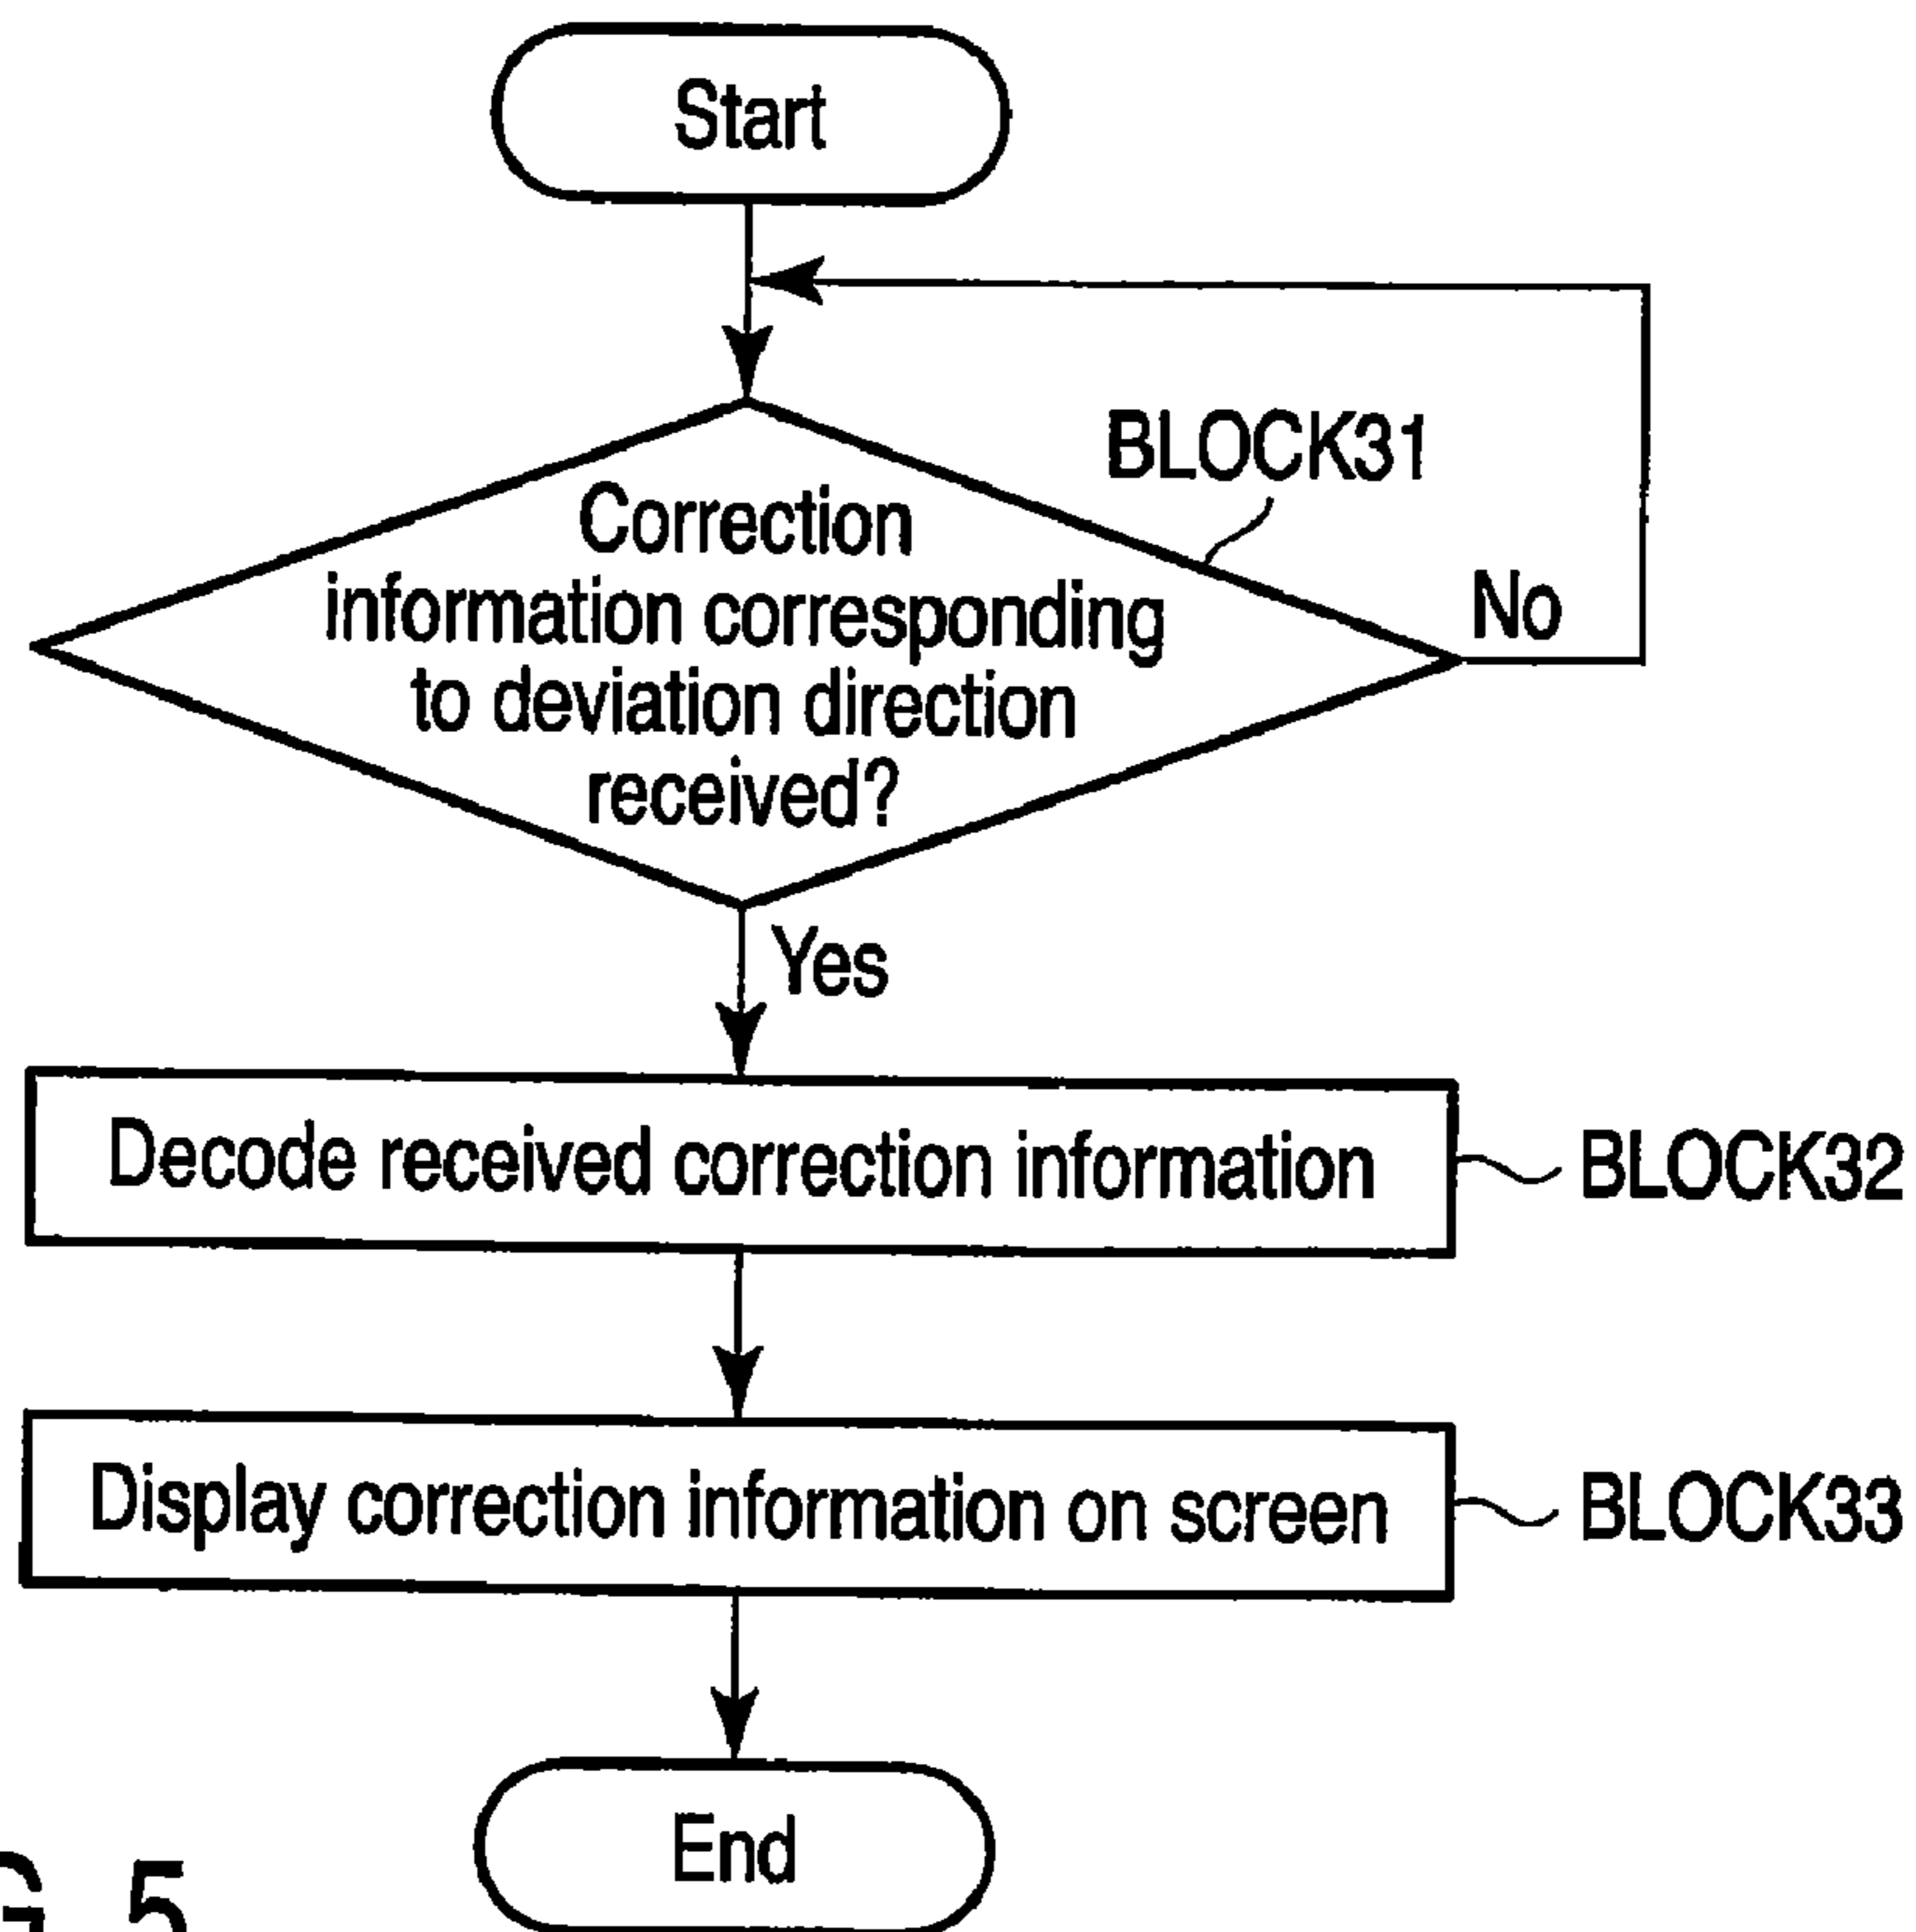 Start
BLOCK31
Correction
information corresponding
to deviation direction
received?
No
Yes
Decode received correction information
BLOCK32
Display correction information on screen
BLOCK33
End
G 5